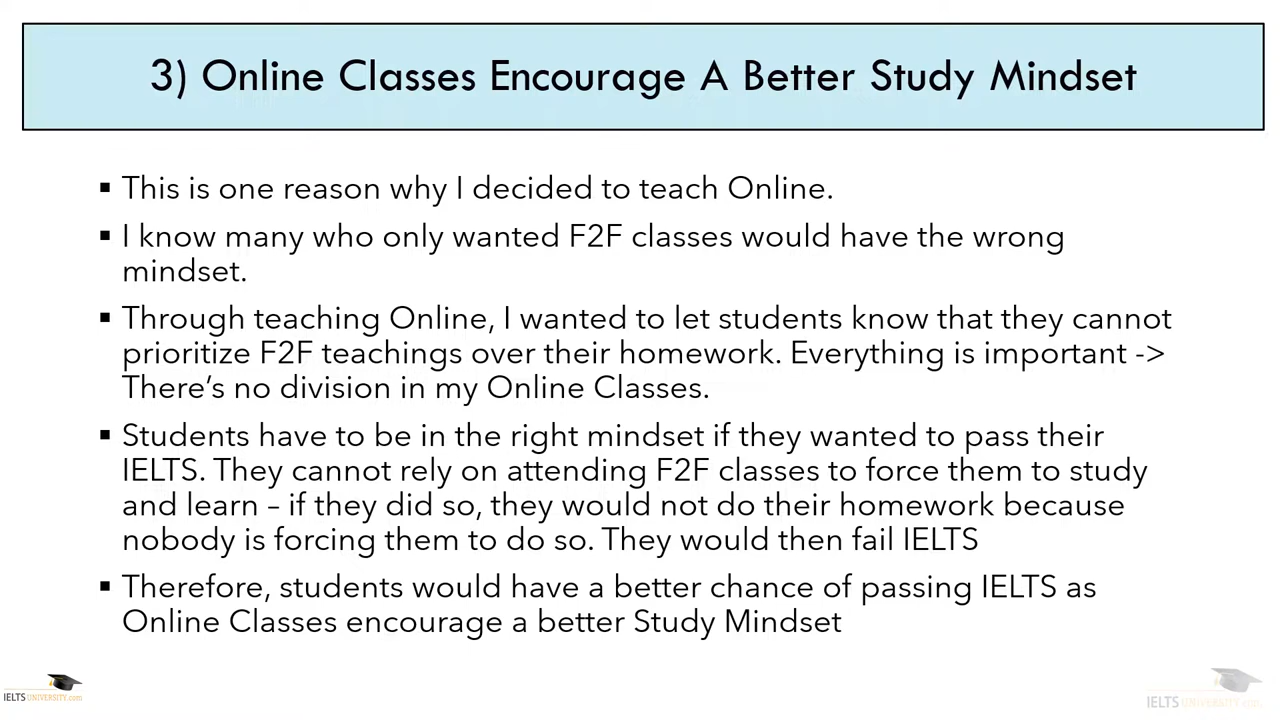 3) Online Classes Encourage A Better Study Mindset
▪ This is one reason why I decided to teach Online.
▪ I know many who only wanted F2F classes would have the wrong
mindset.
▪ Through teaching Online, I wanted to let students know that they cannot
prioritize F2F teachings over their homework. Everything is important ->
There’s no division in my Online Classes.
▪ Students have to be in the right mindset if they wanted to pass their
IELTS. They cannot rely on attending F2F classes to force them to study
and learn – if they did so, they would not do their homework because
nobody is forcing them to do so. They would then fail IELTS
▪ Therefore, students would have a better chance of passing IELTS as
Online Classes encourage a better Study Mindset
IELTS UNIVERSITY.com
IELTS UNIVERSITY.com